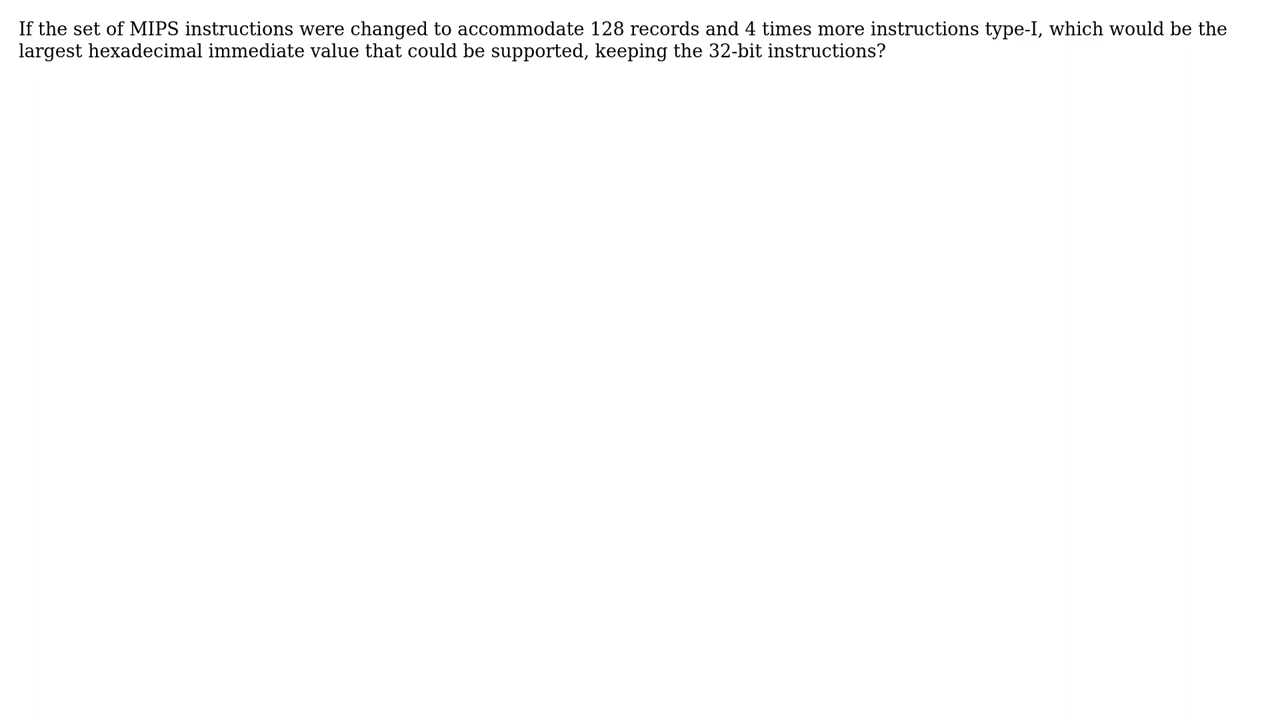 If the set of MIPS instructions were changed to accommodate 128 records and 4 times more instructions type-I, which would be the
largest hexadecimal immediate value that could be supported, keeping the 32-bit instructions?